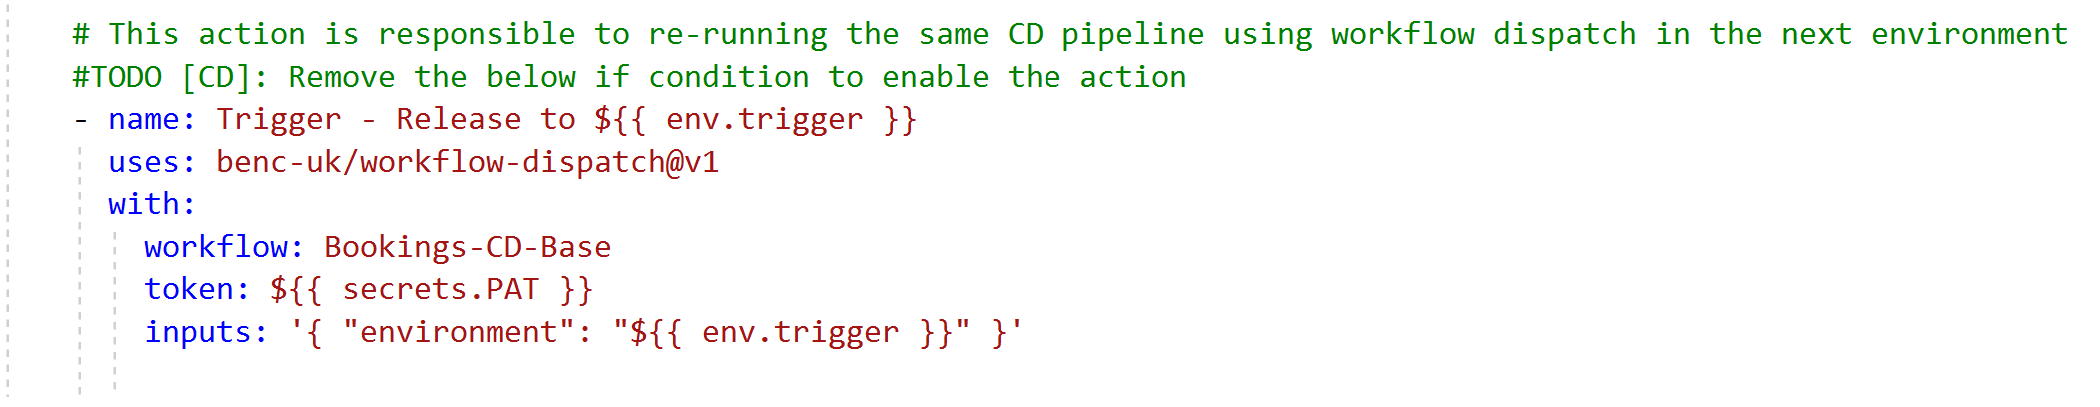 # This action is responsible to re-running the same CD pipeline using workflow dispatch in the next environment
#TODO [CD]: Remove the below if condition to enable the action
- name: Trigger - Release to ${{ env.trigger }}
uses: benc-uk/workflow-dispatch@v1
with:
workflow: Bookings-CD-Base
token: ${{ secrets.PAT }}
inputs: '{ "environment": "${{ env.trigger }}" }'